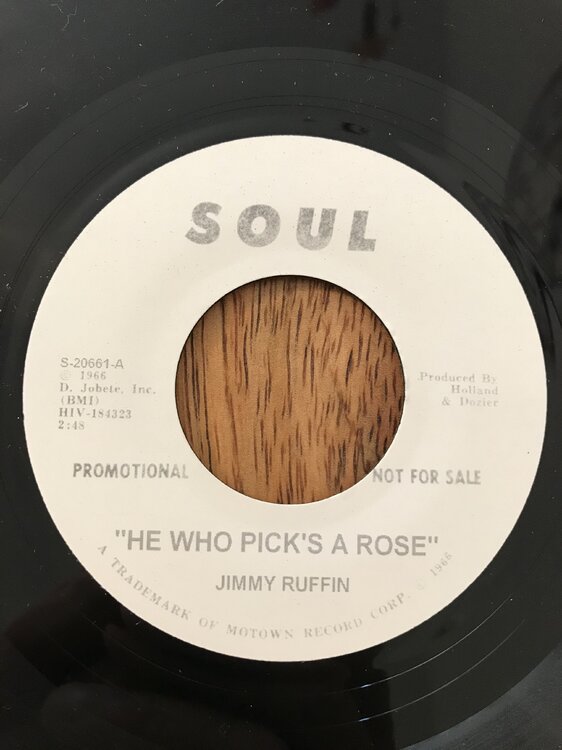 SOUL
S-20661-A
© 1966
D. Jobete, Inc.
(BMI)
HIV-184323
2:48
Produced By
Holland
& Dozier
PROMOTIONAL NOT FOR SALE
"HE WHO PICK'S A ROSE"
JIMMY RUFFIN
A TRADEMARK OF MOTOWN RECORD CORP. © 1966